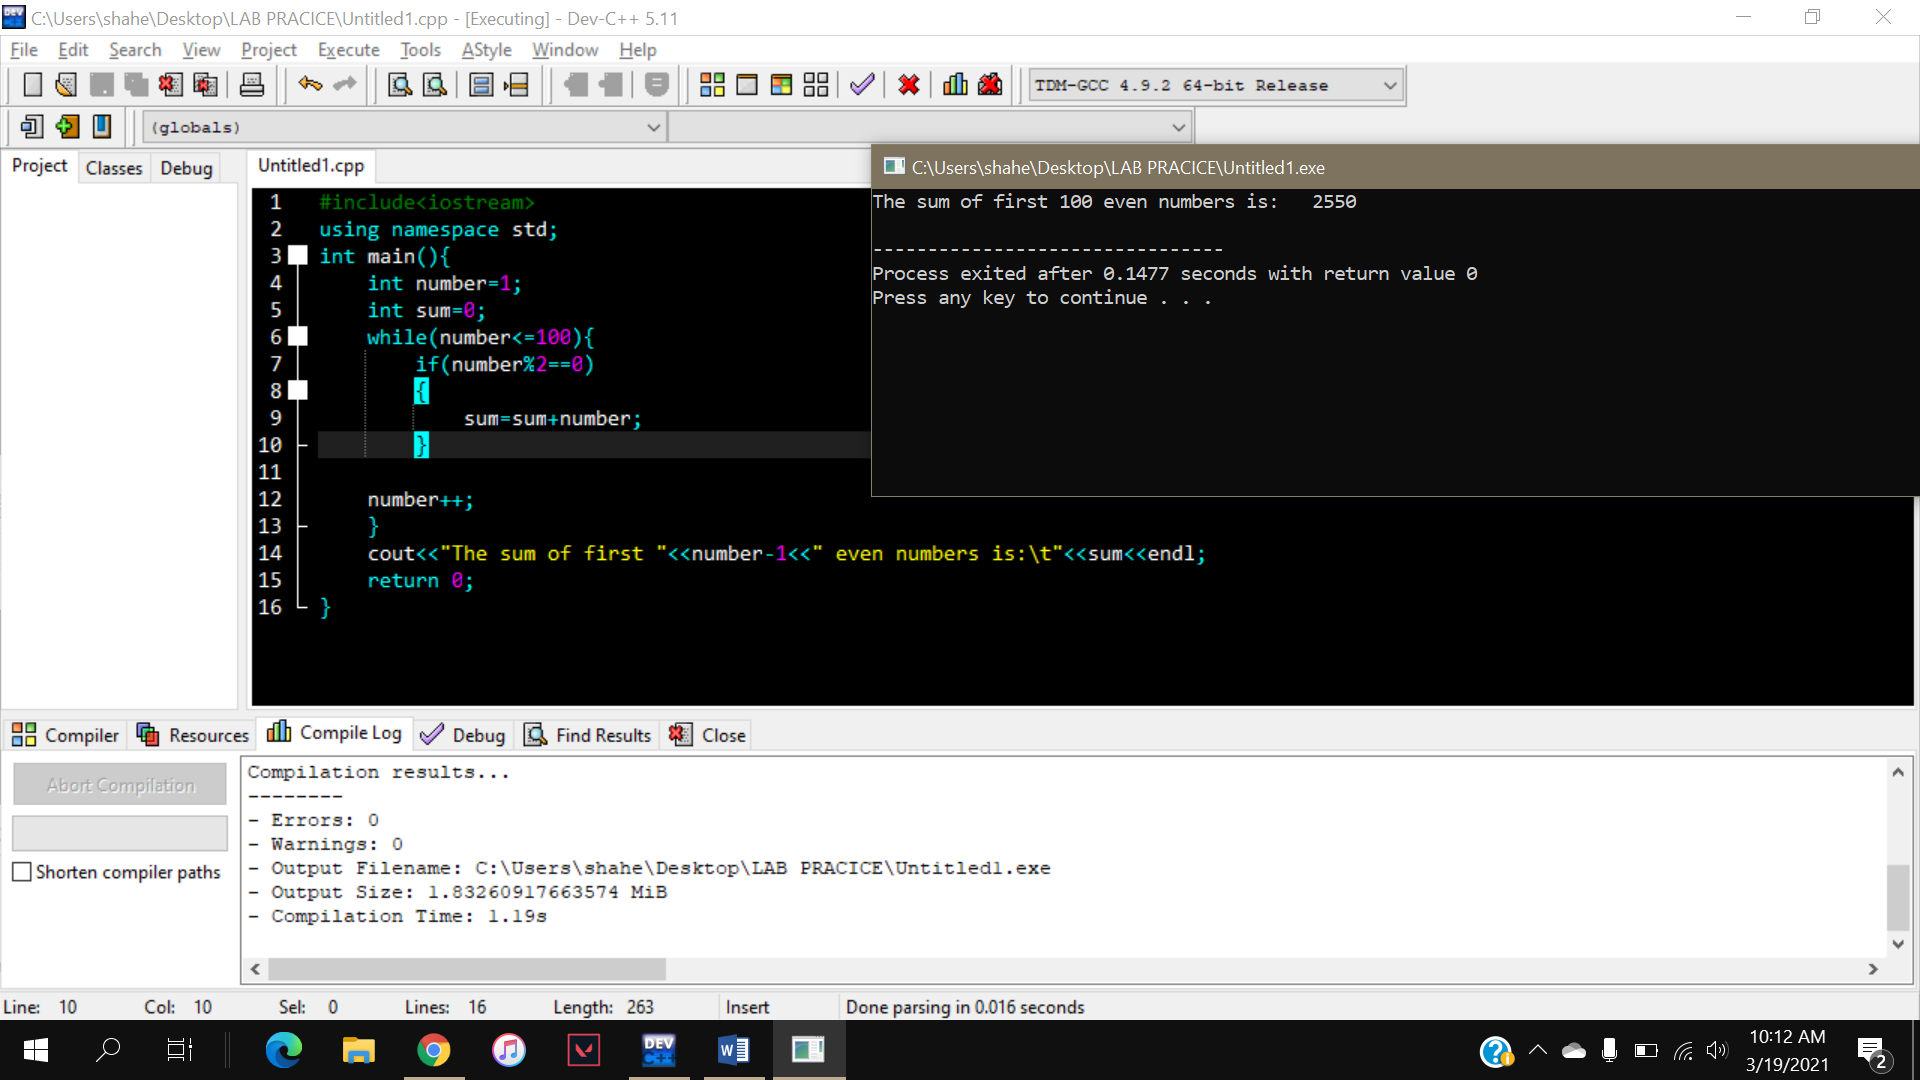 C:\Users\shahe\Desktop\LAB PRACICE\Untitled1.cpp - [Executing] - Dev-C++ 5.11
File Edit Search View Project Execute Tools AStyle Window Help
TDM-GCC 4.9.2 64-bit Release
(globals)
Project Classes Debug
Untitled1.cpp
1 #include<iostream>
2 using namespace std;
3 int main(){
4 int number=1;
5 int sum=0;
6 while(number<=100){
7 if(number%2==0)
8 {
9 sum=sum+number;
10 }
11
12 number++;
13 }
14 cout<<"The sum of first "<<number-1<<" even numbers is:\t"<<sum<<endl;
15 return 0;
16 }
C:\Users\shahe\Desktop\LAB PRACICE\Untitled1.exe
The sum of first 100 even numbers is:   2550
--------------------------------
Process exited after 0.1477 seconds with return value 0
Press any key to continue . . .
Compiler Resources Compile Log Debug Find Results Close
Abort Compilation
Shorten compiler paths
Compilation results...
--------
- Errors: 0
- Warnings: 0
- Output Filename: C:\Users\shahe\Desktop\LAB PRACICE\Untitled1.exe
- Output Size: 1.83260917663574 MiB
- Compilation Time: 1.19s
Line: 10 Col: 10 Sel: 0 Lines: 16 Length: 263 Insert Done parsing in 0.016 seconds
DEV C++
10:12 AM
3/19/2021
2